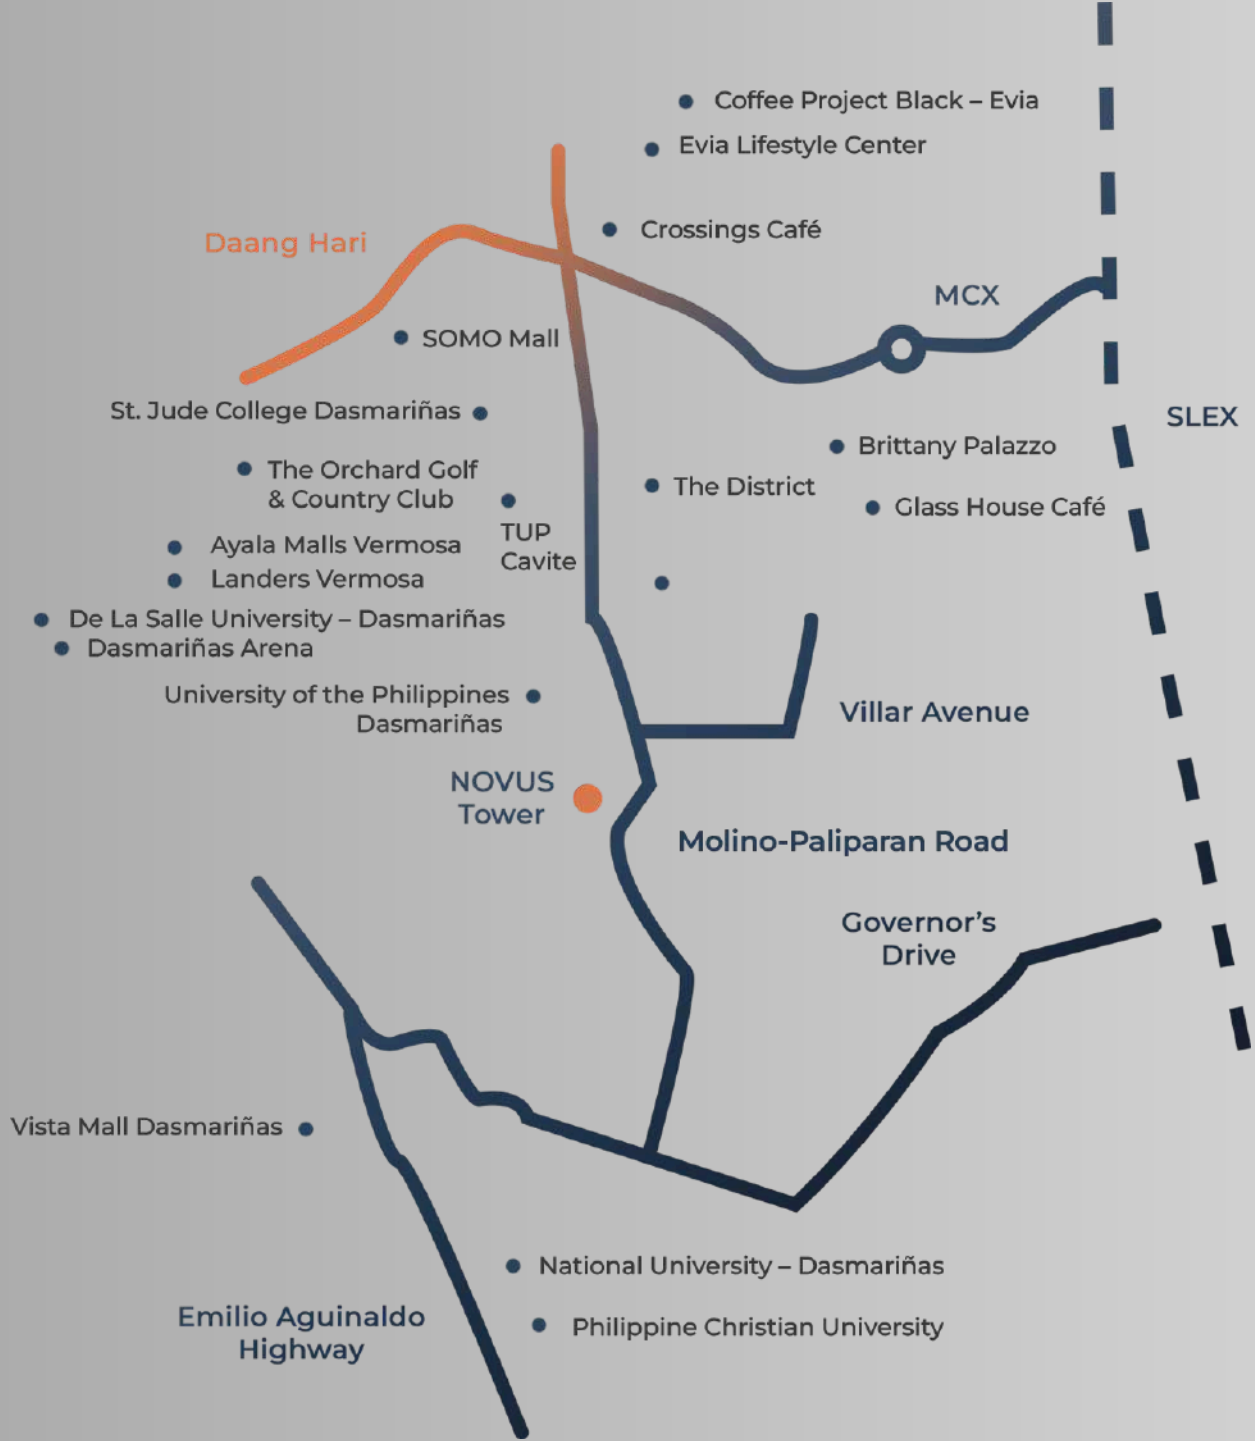 Coffee Project Black – Evia
Evia Lifestyle Center
Crossings Café
Daang Hari
MCX
SOMO Mall
St. Jude College Dasmariñas
SLEX
Brittany Palazzo
The Orchard Golf
& Country Club
The District
Glass House Café
TUP
Cavite
Ayala Malls Vermosa
Landers Vermosa
De La Salle University – Dasmariñas
Dasmariñas Arena
University of the Philippines
Dasmariñas
Villar Avenue
NOVUS
Tower
Molino-Paliparan Road
Governor’s
Drive
Vista Mall Dasmariñas
National University – Dasmariñas
Emilio Aguinaldo
Highway
Philippine Christian University